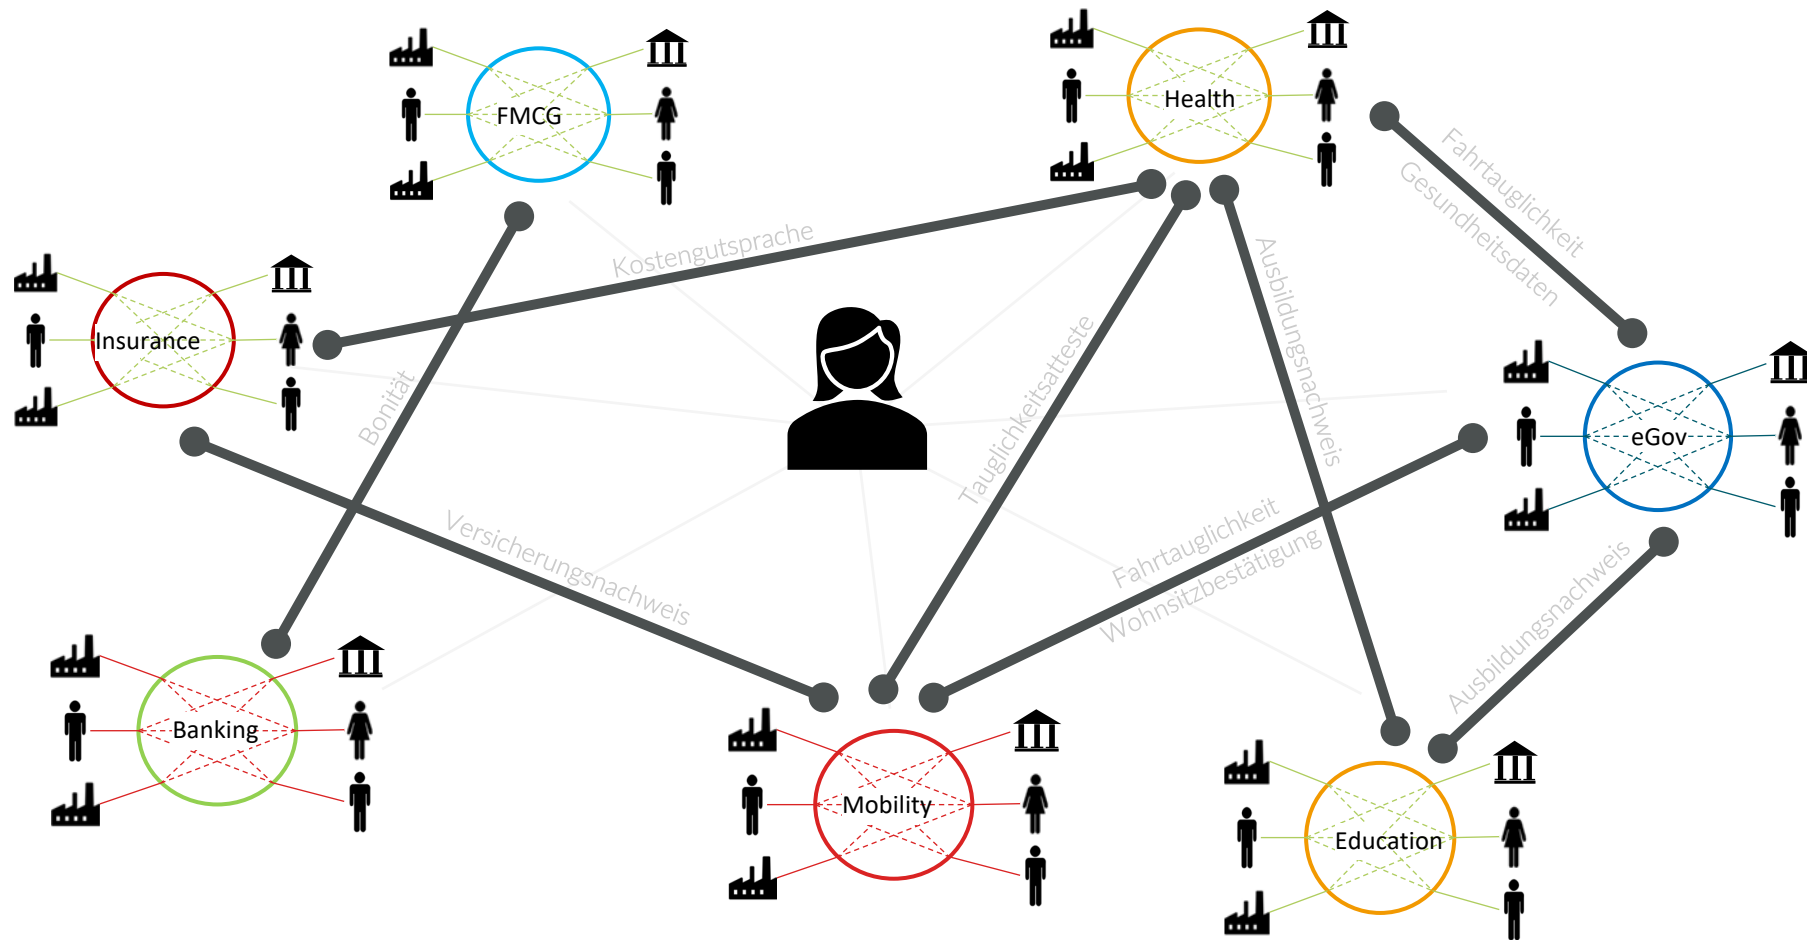 FMCG
Health
Fahrtauglichkeit
Gesundheitsdaten
Kostengutsprache
Ausbildungsnachweis
Insurance
Bonität
Tauglichkeitsatteste
eGov
Versicherungsnachweis
Fahrtauglichkeit
Wohnsitzbestätigung
Ausbildungsnachweis
Banking
Mobility
Education